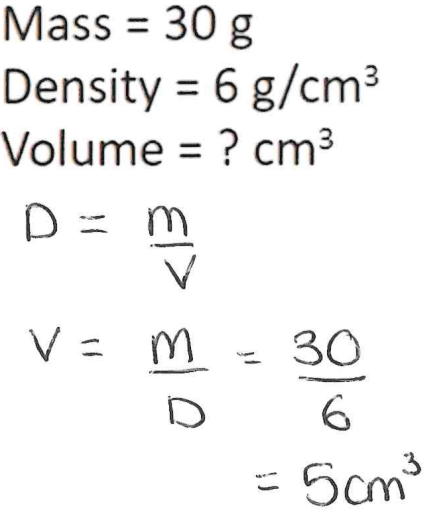 Mass = 30 g
Density = 6 g/cm³
Volume = ? cm³
D = m/V
V = m/D = 30/6
= 5cm³